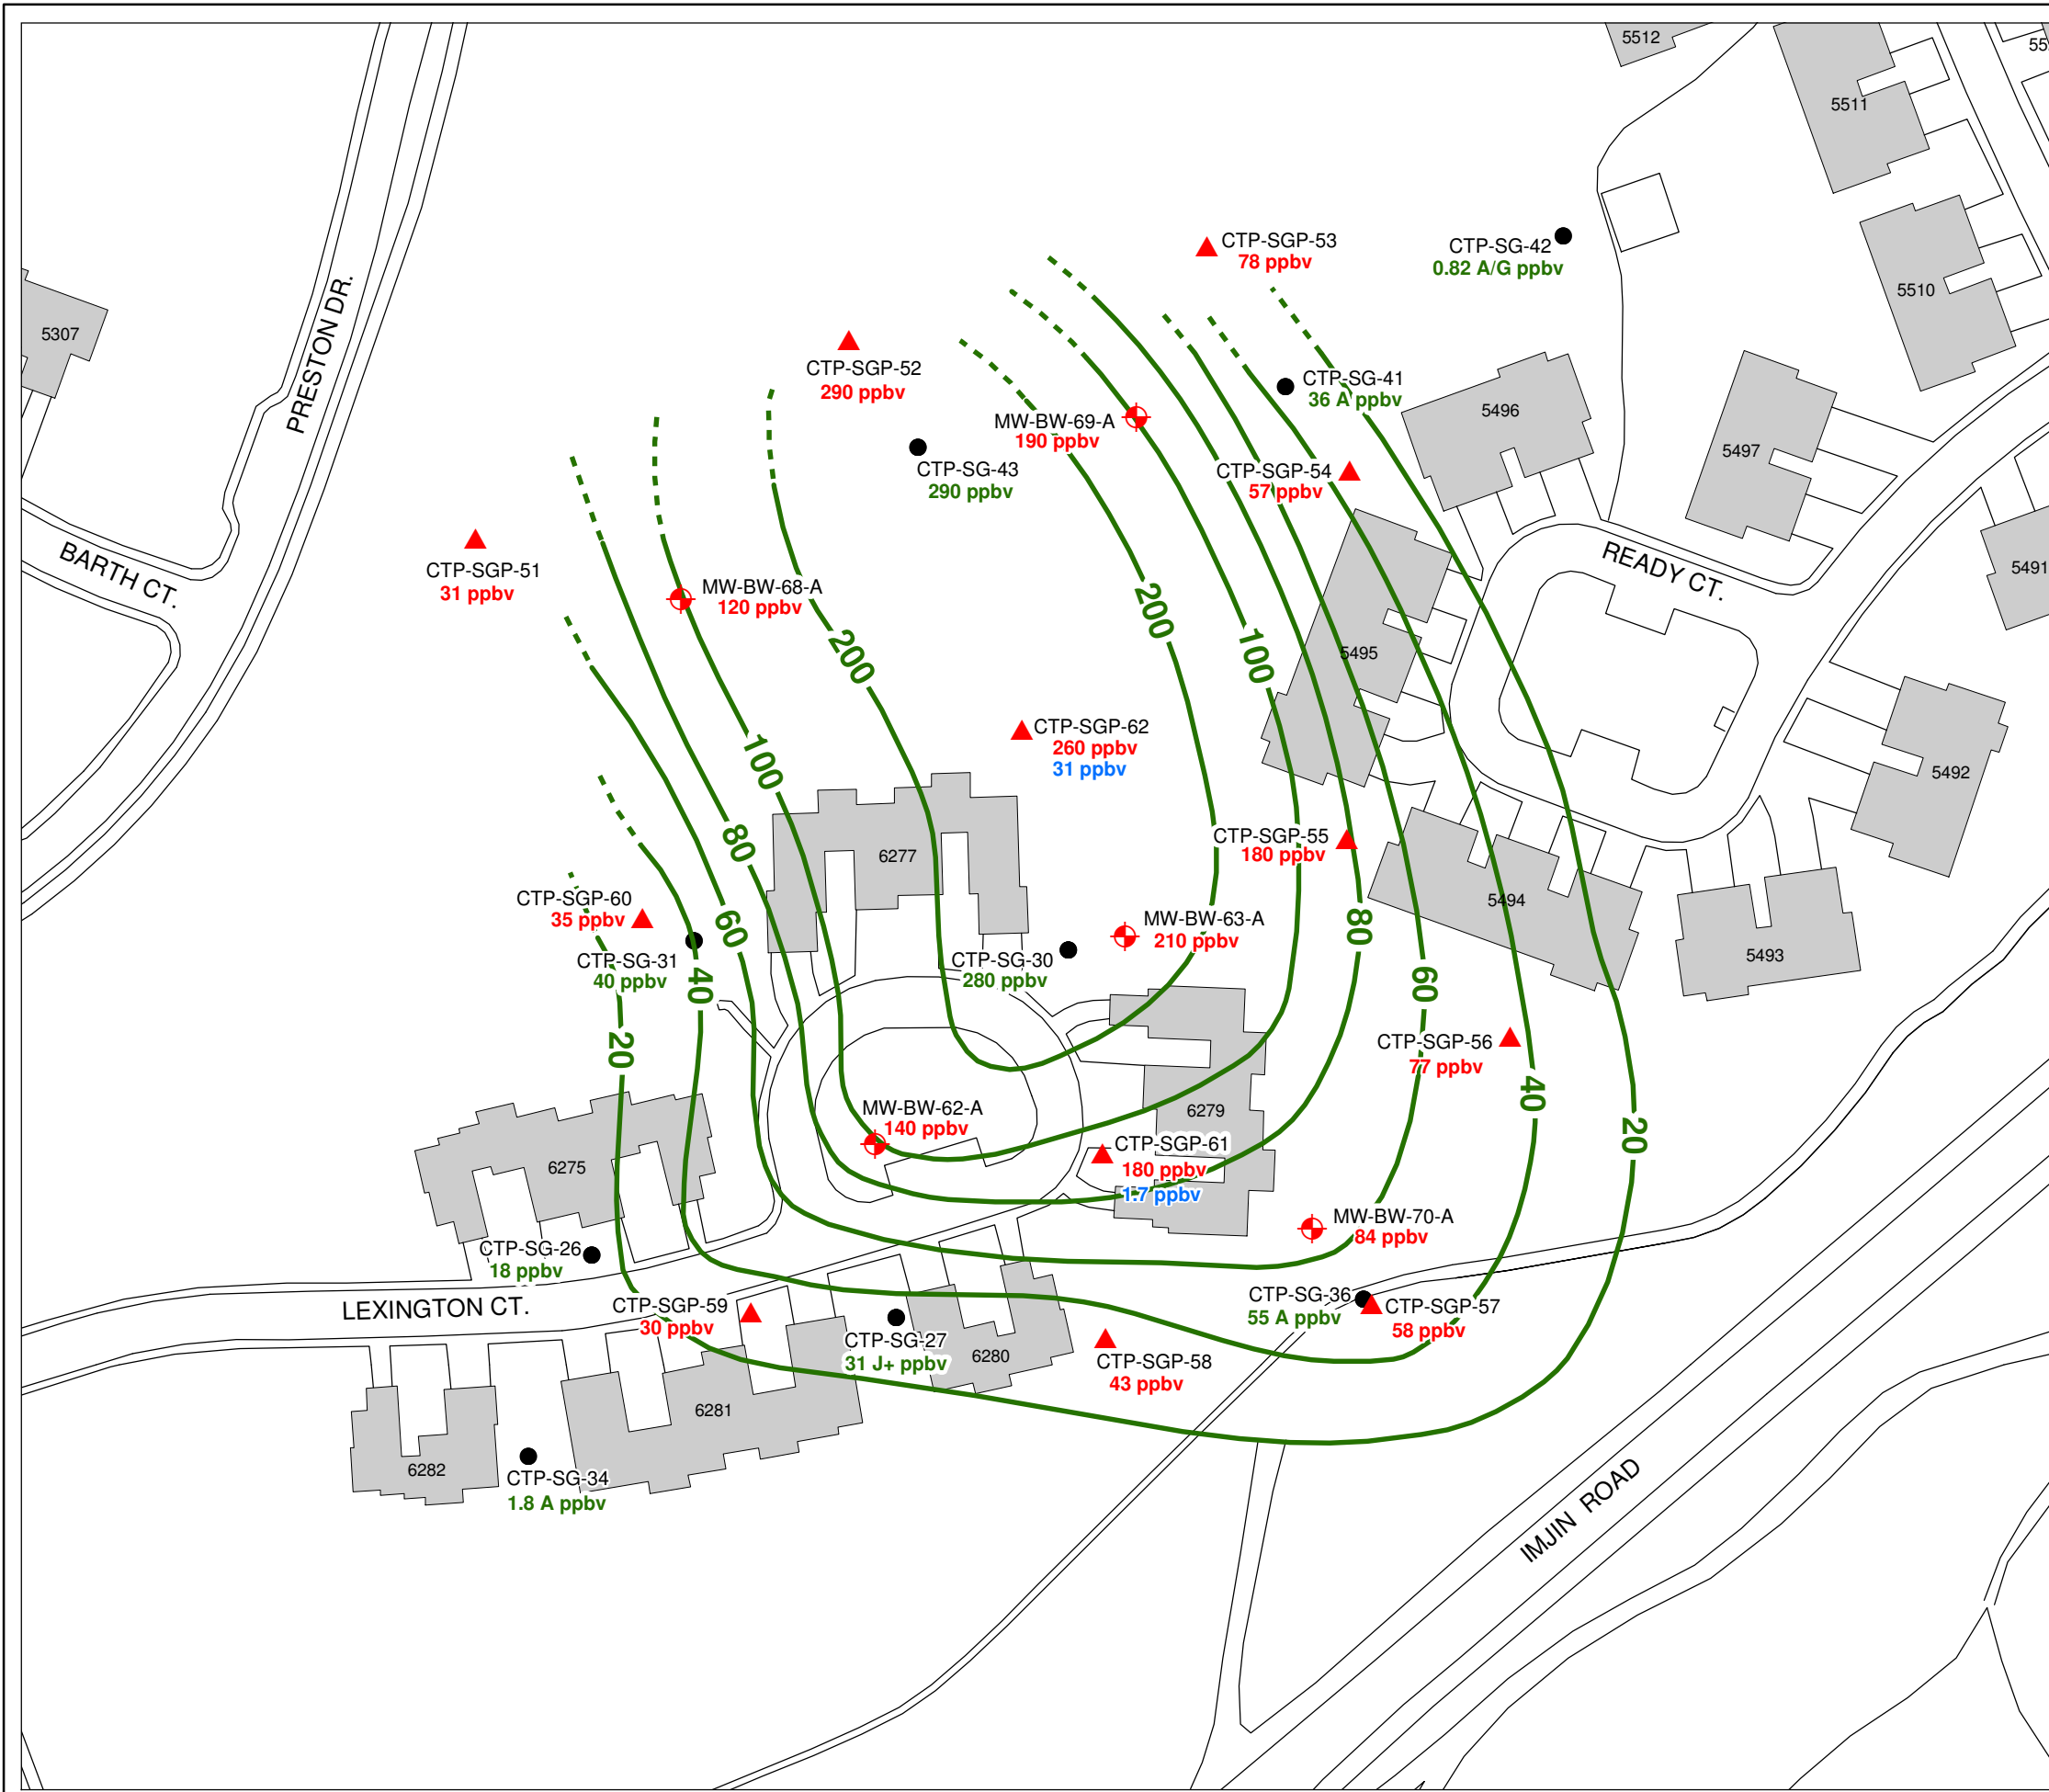 5512
55
5511
CTP-SGP-53
78 ppbv
CTP-SG-42
0.82 A/G ppbv
5510
5307
PRESTON DR.
CTP-SGP-52
290 ppbv
CTP-SG-41
36 A ppbv
5496
MW-BW-69-A
190 ppbv
5497
CTP-SG-43
290 ppbv
CTP-SGP-54
57 ppbv
BARTH CT.
CTP-SGP-51
31 ppbv
READY CT.
5491
MW-BW-68-A
120 ppbv
200
200
100
5495
CTP-SGP-62
260 ppbv
31 ppbv
100
5492
80
CTP-SGP-55
180 ppbv
6277
CTP-SGP-60
35 ppbv
60
MW-BW-63-A
210 ppbv
80
5494
5493
CTP-SG-31
40 ppbv
CTP-SG-30
280 ppbv
40
60
20
CTP-SGP-56
77 ppbv
40
20
MW-BW-62-A
140 ppbv
6279
CTP-SGP-61
180 ppbv
1.7 ppbv
6275
MW-BW-70-A
84 ppbv
CTP-SG-26
18 ppbv
LEXINGTON CT.
CTP-SGP-59
30 ppbv
CTP-SG-36
55 A ppbv
CTP-SGP-57
58 ppbv
CTP-SG-27
31 J+ ppbv
6280
CTP-SGP-58
43 ppbv
6281
6282
CTP-SG-34
1.8 A ppbv
IMJIN ROAD